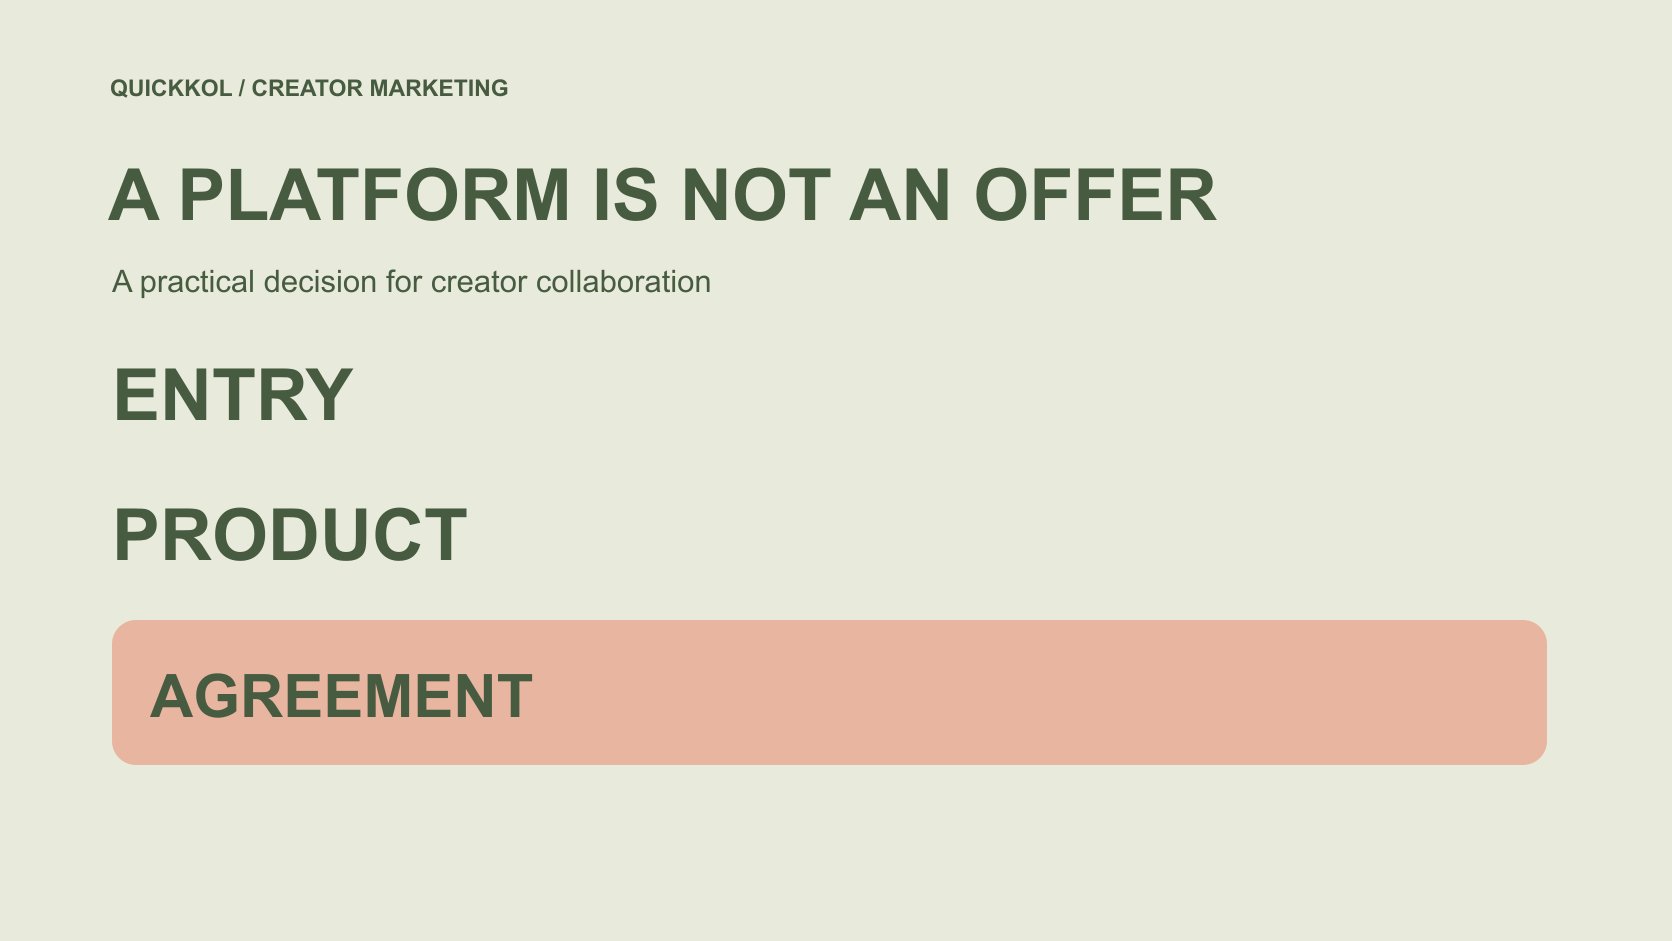 QUICKKOL / CREATOR MARKETING
A PLATFORM IS NOT AN OFFER
A practical decision for creator collaboration
ENTRY
PRODUCT
AGREEMENT